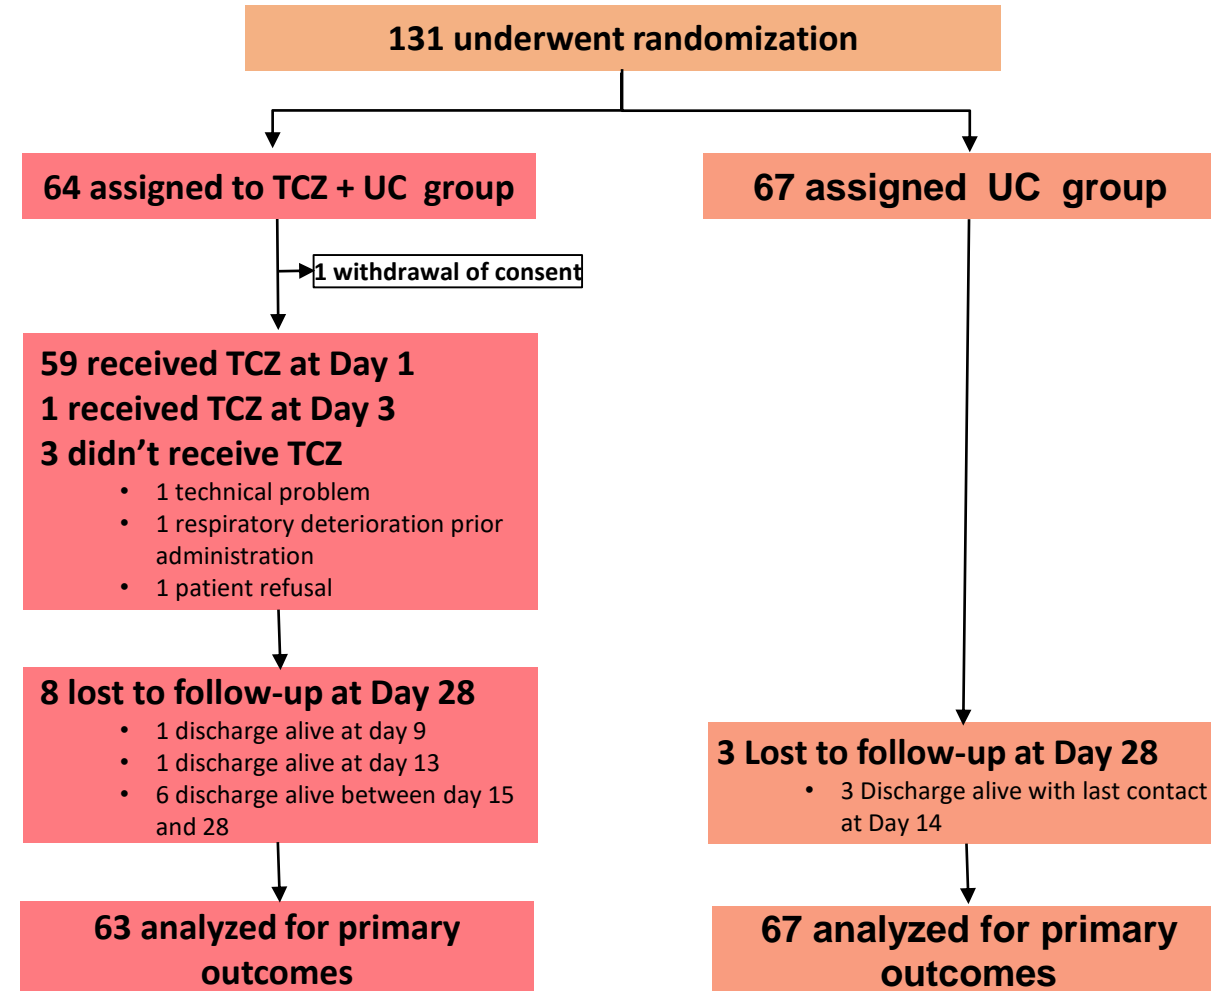 131 underwent randomization
64 assigned to TCZ + UC group
67 assigned UC group
1 withdrawal of consent
59 received TCZ at Day 1
1 received TCZ at Day 3
3 didn’t receive TCZ
• 1 technical problem
• 1 respiratory deterioration prior
administration
• 1 patient refusal
8 lost to follow-up at Day 28
• 1 discharge alive at day 9
• 1 discharge alive at day 13
• 6 discharge alive between day 15
and 28
3 Lost to follow-up at Day 28
• 3 Discharge alive with last contact
at Day 14
63 analyzed for primary
outcomes
67 analyzed for primary
outcomes